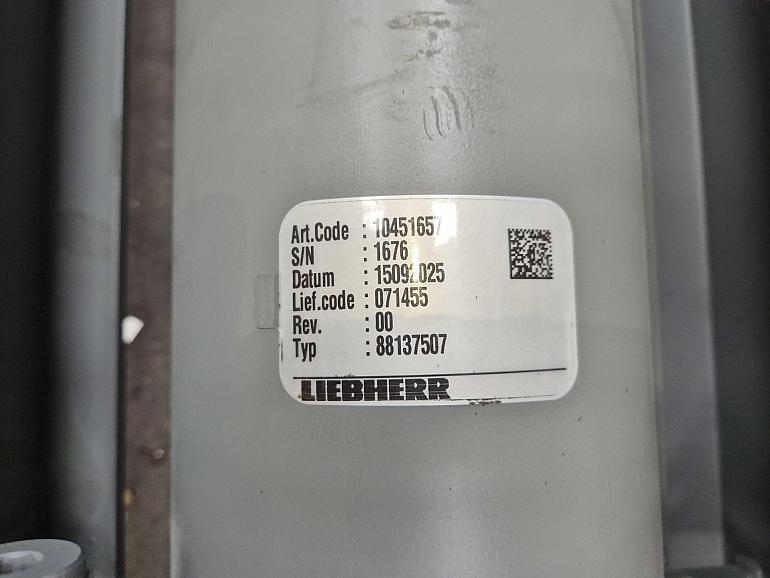 Art.Code : 10451657
S/N : 1676
Datum : 15092025
Lief.code : 071455
Rev. : 00
Typ : 88137507
LIEBHERR